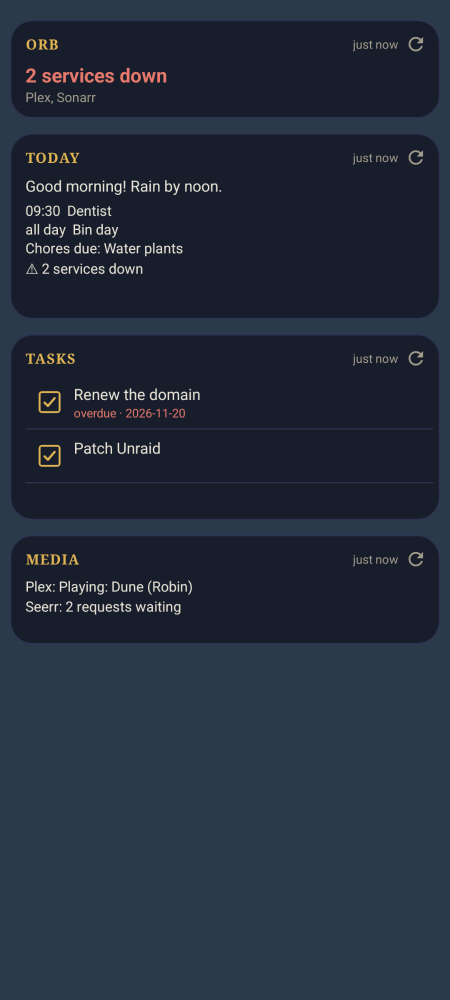 ORB just now
2 services down
Plex, Sonarr
TODAY just now
Good morning! Rain by noon.
09:30 Dentist
all day Bin day
Chores due: Water plants
⚠ 2 services down
TASKS just now
Renew the domain
overdue · 2026-11-20
Patch Unraid
MEDIA just now
Plex: Playing: Dune (Robin)
Seerr: 2 requests waiting